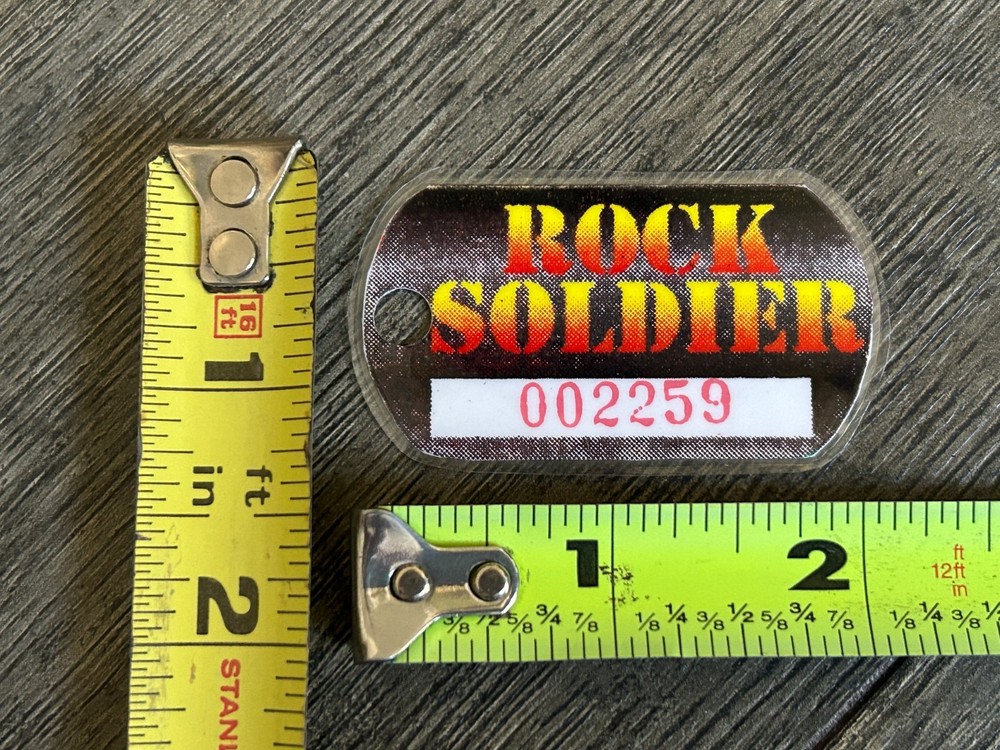 ROCK
SOLDIER
002259
16
ft
1
ft
in
2
STAN
1 2
ft
12ft
in
3/8 1/2 5/8 3/4 7/8 1/8 1/4 3/8 1/2 5/8 3/4 7/8 1/8 1/4 3/8